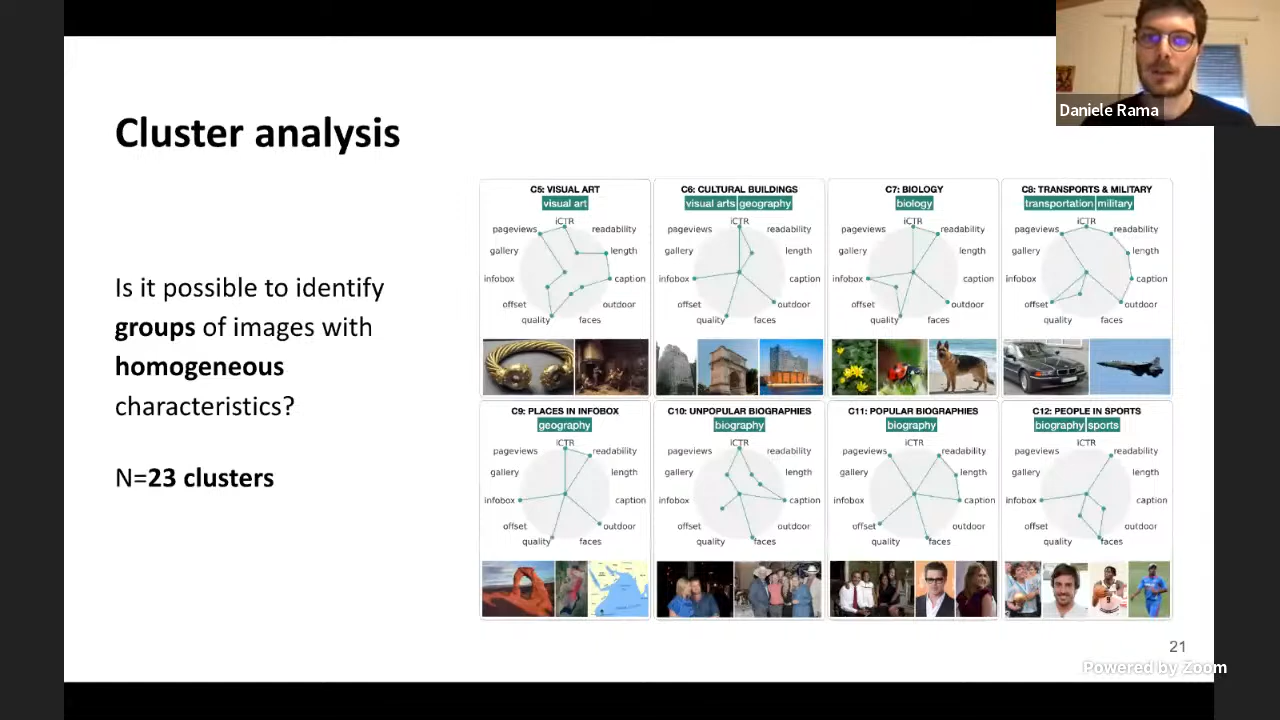 Daniele Rama
Cluster analysis
Is it possible to identify
groups of images with
homogeneous
characteristics?
N=23 clusters
C5: VISUAL ART
visual art
iCTR
pageviews
readability
gallery
length
infobox
caption
offset
outdoor
quality
faces
C6: CULTURAL BUILDINGS
visual arts geography
iCTR
pageviews
readability
gallery
length
infobox
caption
offset
outdoor
quality
faces
C7: BIOLOGY
biology
iCTR
pageviews
readability
gallery
length
infobox
caption
offset
outdoor
quality
faces
C8: TRANSPORTS & MILITARY
transportation military
iCTR
pageviews
readability
gallery
length
infobox
caption
offset
outdoor
quality
faces
C9: PLACES IN INFOBOX
geography
iCTR
pageviews
readability
gallery
length
infobox
caption
offset
outdoor
quality
faces
C10: UNPOPULAR BIOGRAPHIES
biography
iCTR
pageviews
readability
gallery
length
infobox
caption
offset
outdoor
quality
faces
C11: POPULAR BIOGRAPHIES
biography
iCTR
pageviews
readability
gallery
length
infobox
caption
offset
outdoor
quality
faces
C12: PEOPLE IN SPORTS
biography sports
iCTR
pageviews
readability
gallery
length
infobox
caption
offset
outdoor
quality
faces
21
Powered by Zoom